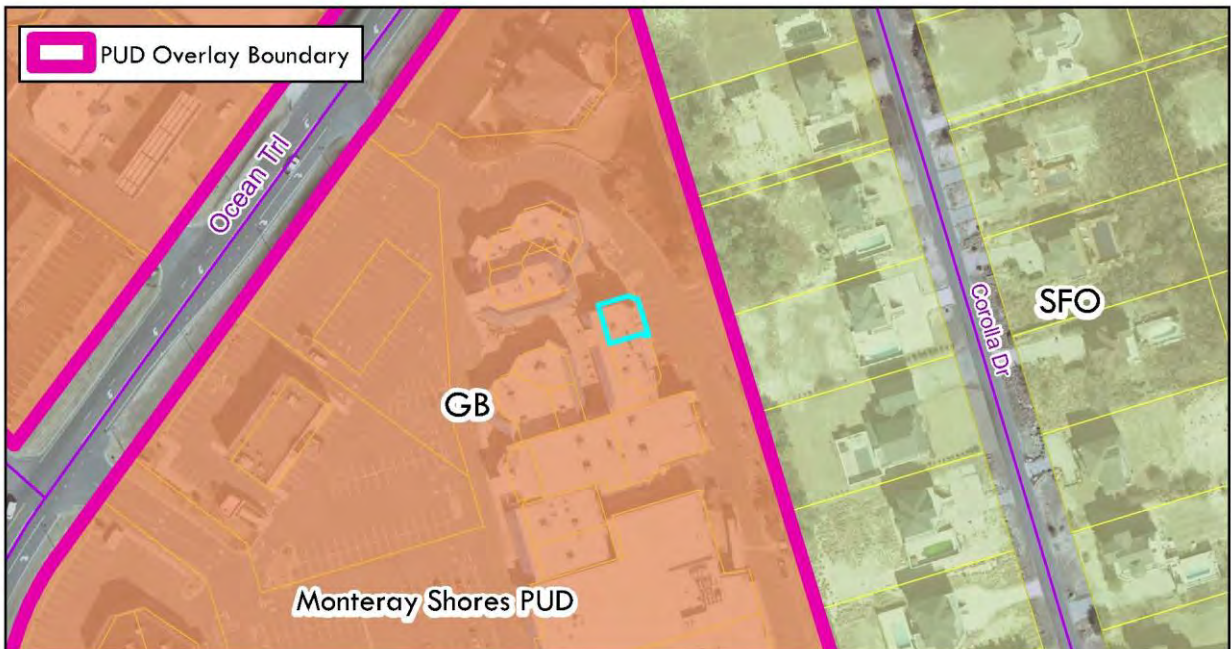 PUD Overlay Boundary
Ocean Trl
SFO
Corolla Dr
GB
Monteray Shores PUD